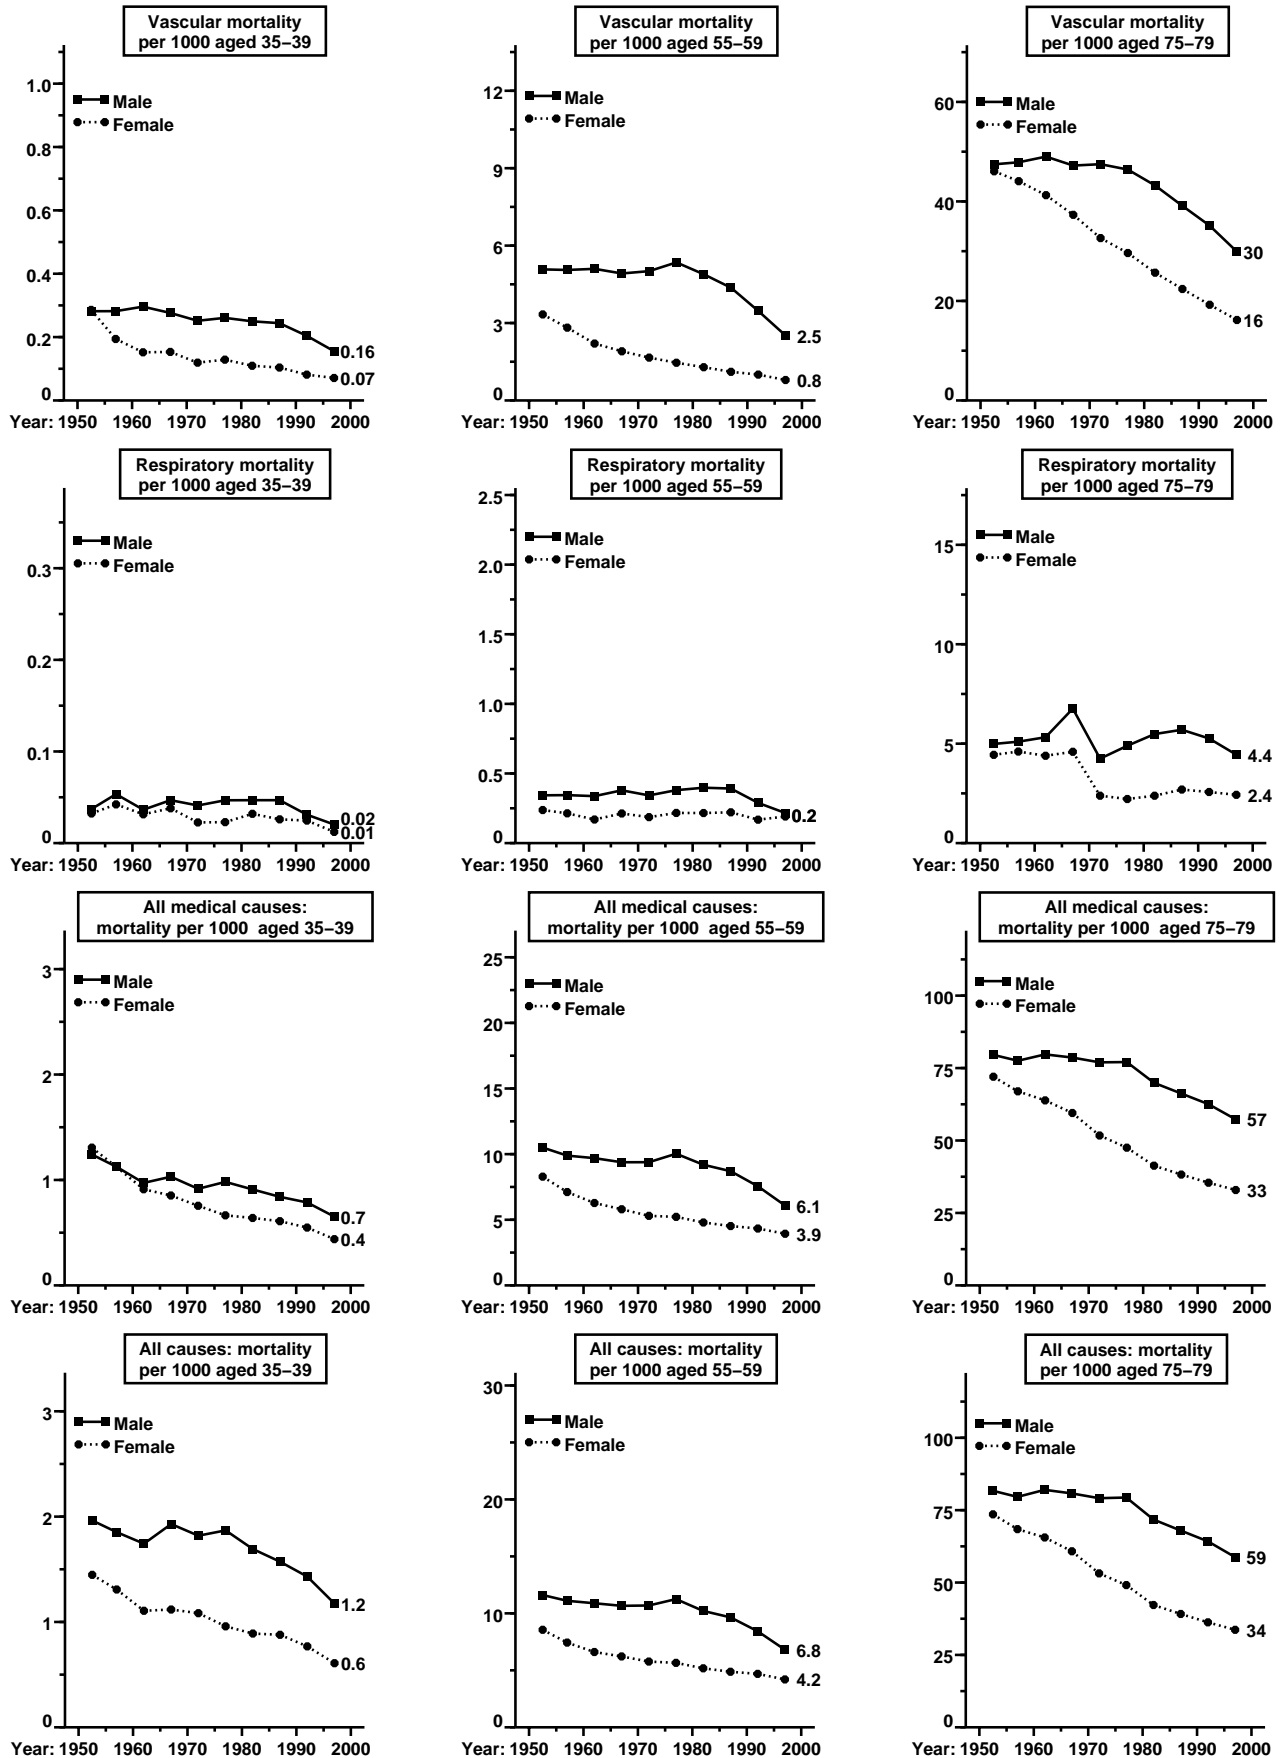 Vascular mortality
per 1000 aged 35–39
1.0
0.8
0.6
0.4
0.2
0
Male
Female
0.16
0.07
Year: 1950 1960 1970 1980 1990 2000
Vascular mortality
per 1000 aged 55–59
12
9
6
3
0
Male
Female
2.5
0.8
Year: 1950 1960 1970 1980 1990 2000
Vascular mortality
per 1000 aged 75–79
60
40
20
0
Male
Female
30
16
Year: 1950 1960 1970 1980 1990 2000
Respiratory mortality
per 1000 aged 35–39
0.3
0.2
0.1
0
Male
Female
0.02
0.01
Year: 1950 1960 1970 1980 1990 2000
Respiratory mortality
per 1000 aged 55–59
2.5
2.0
1.5
1.0
0.5
0
Male
Female
0.2
Year: 1950 1960 1970 1980 1990 2000
Respiratory mortality
per 1000 aged 75–79
15
10
5
0
Male
Female
4.4
2.4
Year: 1950 1960 1970 1980 1990 2000
All medical causes:
mortality per 1000 aged 35–39
3
2
1
0
Male
Female
0.7
0.4
Year: 1950 1960 1970 1980 1990 2000
All medical causes:
mortality per 1000 aged 55–59
25
20
15
10
5
0
Male
Female
6.1
3.9
Year: 1950 1960 1970 1980 1990 2000
All medical causes:
mortality per 1000 aged 75–79
100
75
50
25
0
Male
Female
57
33
Year: 1950 1960 1970 1980 1990 2000
All causes: mortality
per 1000 aged 35–39
3
2
1
0
Male
Female
1.2
0.6
Year: 1950 1960 1970 1980 1990 2000
All causes: mortality
per 1000 aged 55–59
30
20
10
0
Male
Female
6.8
4.2
Year: 1950 1960 1970 1980 1990 2000
All causes: mortality
per 1000 aged 75–79
100
75
50
25
0
Male
Female
59
34
Year: 1950 1960 1970 1980 1990 2000